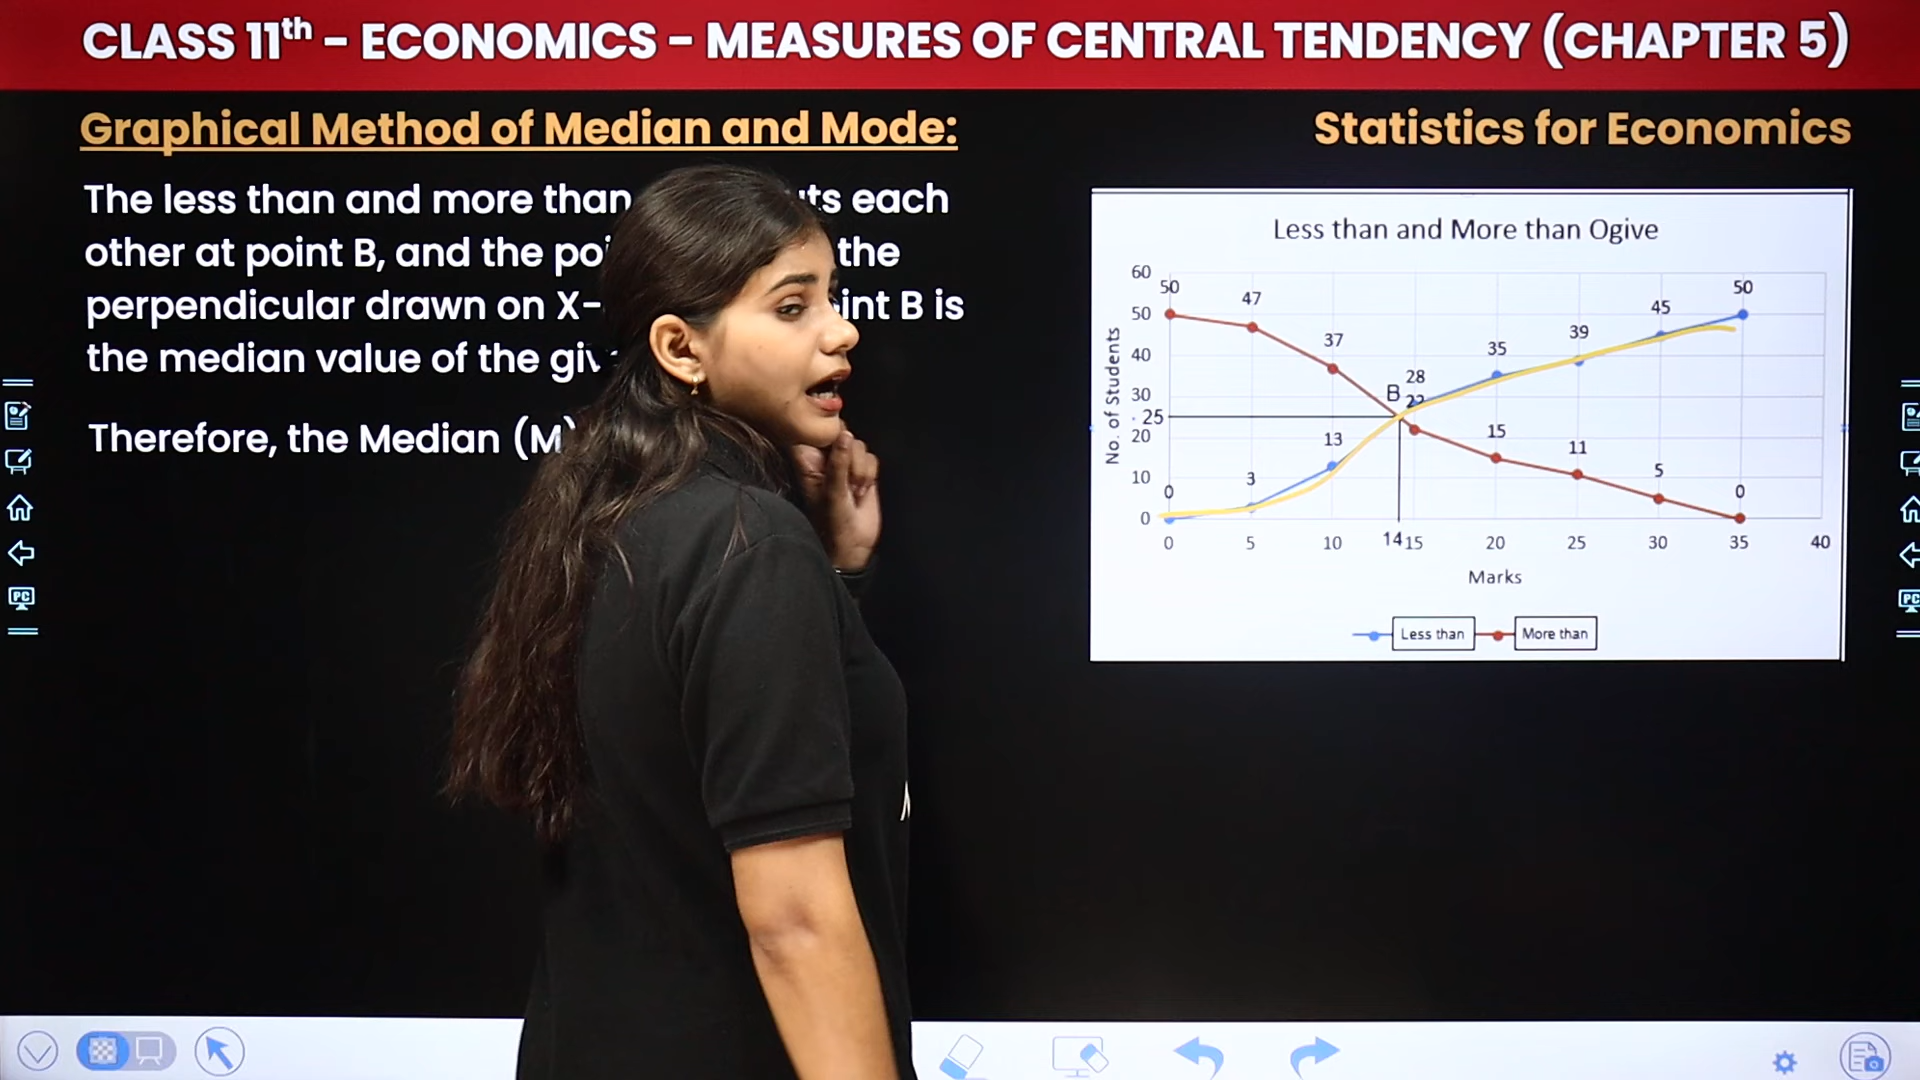 CLASS 11th - ECONOMICS - MEASURES OF CENTRAL TENDENCY (CHAPTER 5)
Graphical Method of Median and Mode:
Statistics for Economics
The less than and more than ts each
other at point B, and the the
perpendicular drawn on X- B is
the median value of the
Therefore, the Median (M)
Less than and More than Ogive
No. of Students
60
50
40
30
25
20
10
0
50
47
37
28
22
15
11
5
0
0
3
13
B
35
39
45
50
0
5
10
14
15
20
25
30
35
40
Marks
Less than
More than
PC
PC